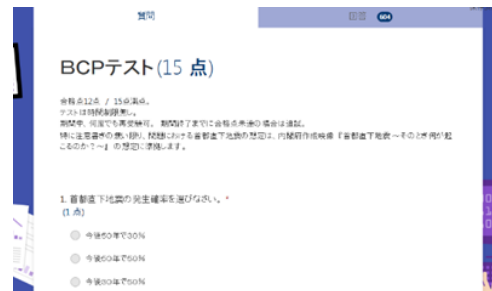 質問
回答 604
BCPテスト(15 点)
合格点12点 / 15点満点。
テストは時間制限無し。
期間中、何度でも再受験可。 期間終了までに合格点未達の場合は追試。
特に注意書きの無い限り、問題における首都直下地震の想定は、内閣府作成映像『首都直下地震～そのとき何が起
こるのか？～』の想定に準拠します。
1. 首都直下地震の発生確率を選びなさい。*
(1 点)
今後50年で30%
今後50年で50%
今後30年で50%